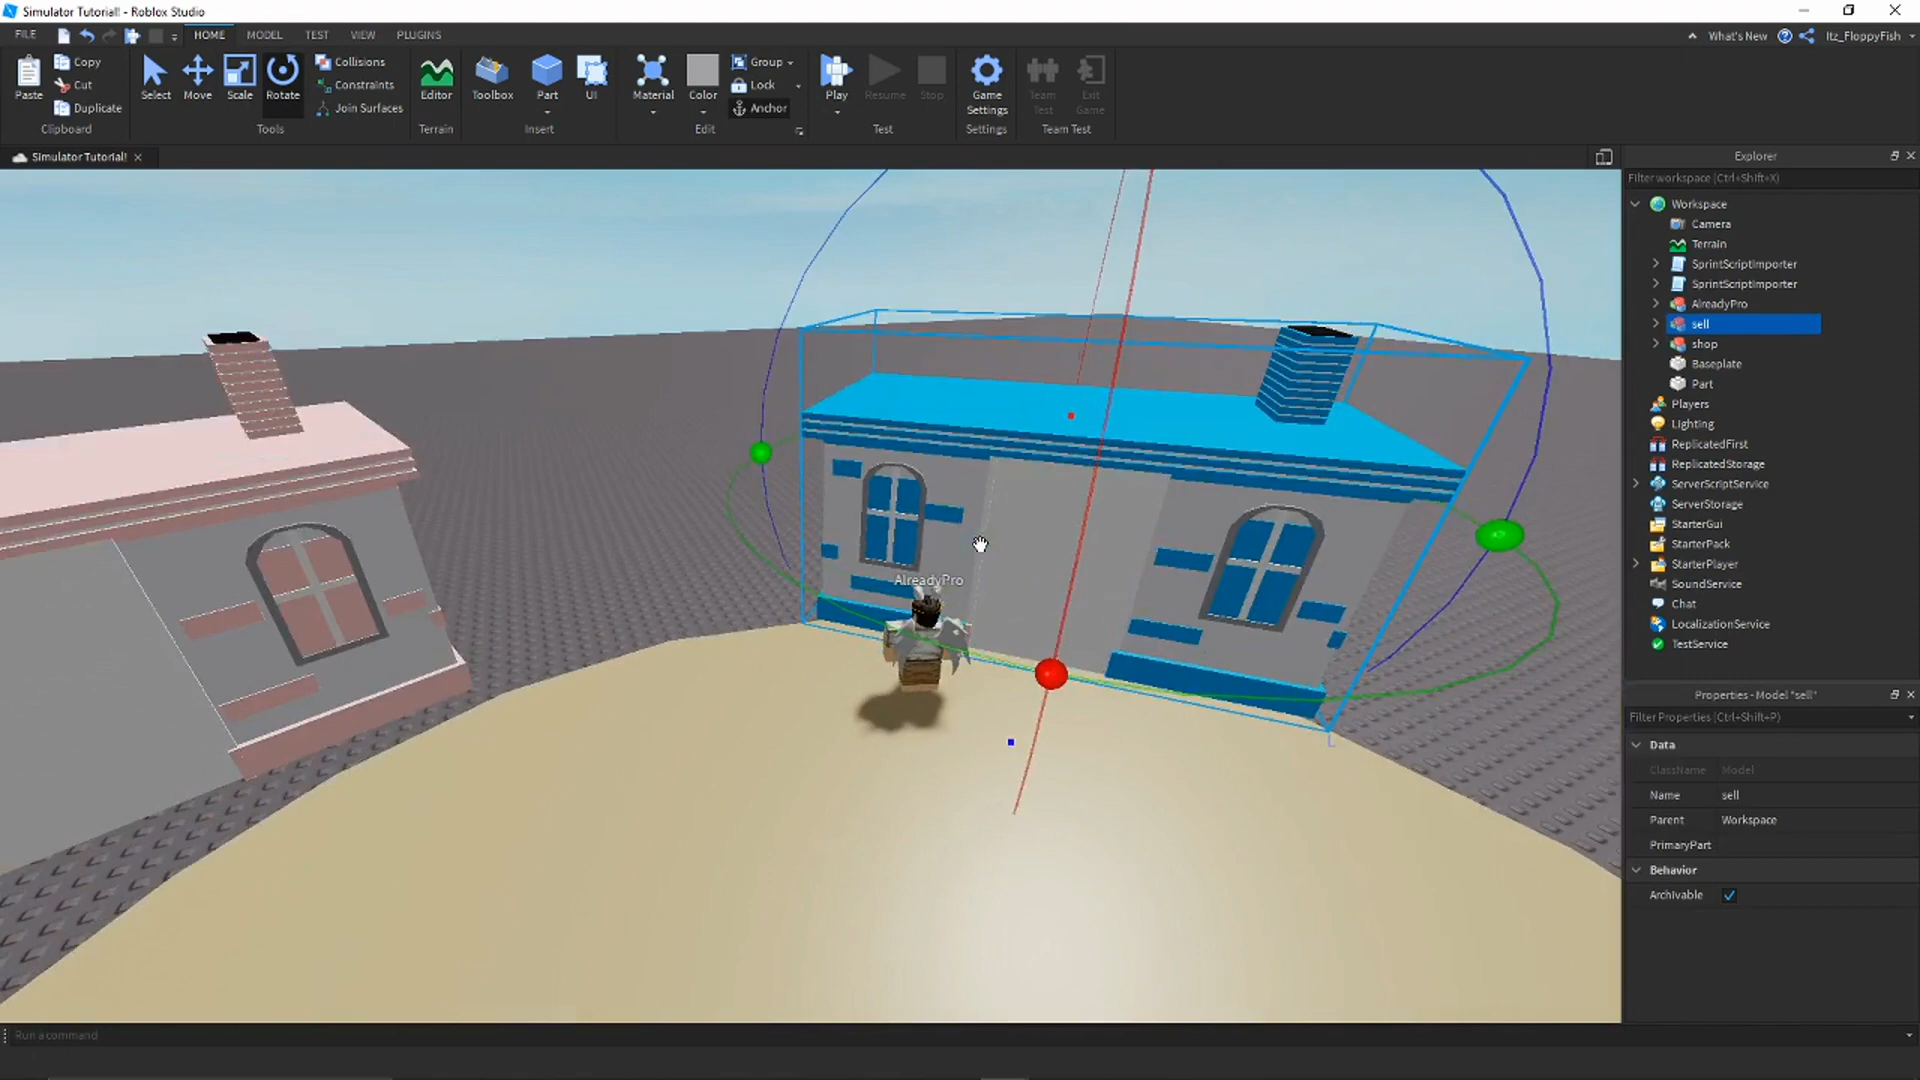 Simulator Tutorial! - Roblox Studio
FILE HOME MODEL TEST VIEW PLUGINS What's New Itz_FloppyFish
Paste Copy Cut Duplicate Clipboard
Select Move Scale Rotate Collisions Constraints Join Surfaces Tools
Editor Terrain
Toolbox Part UI Insert
Material Color Group Lock Anchor Edit
Play Resume Stop Test
Game Settings Settings
Team Test Exit Game Team Test
Simulator Tutorial!
Explorer
Filter workspace (Ctrl+Shift+X)
Workspace
Camera
Terrain
SprintScriptImporter
SprintScriptImporter
AlreadyPro
sell
shop
Baseplate
Part
Players
Lighting
ReplicatedFirst
ReplicatedStorage
ServerScriptService
ServerStorage
StarterGui
StarterPack
StarterPlayer
SoundService
Chat
LocalizationService
TestService
AlreadyPro
Properties - Model "sell"
Filter Properties (Ctrl+Shift+P)
Data
ClassName Model
Name sell
Parent Workspace
PrimaryPart
Behavior
Archivable
Run a command